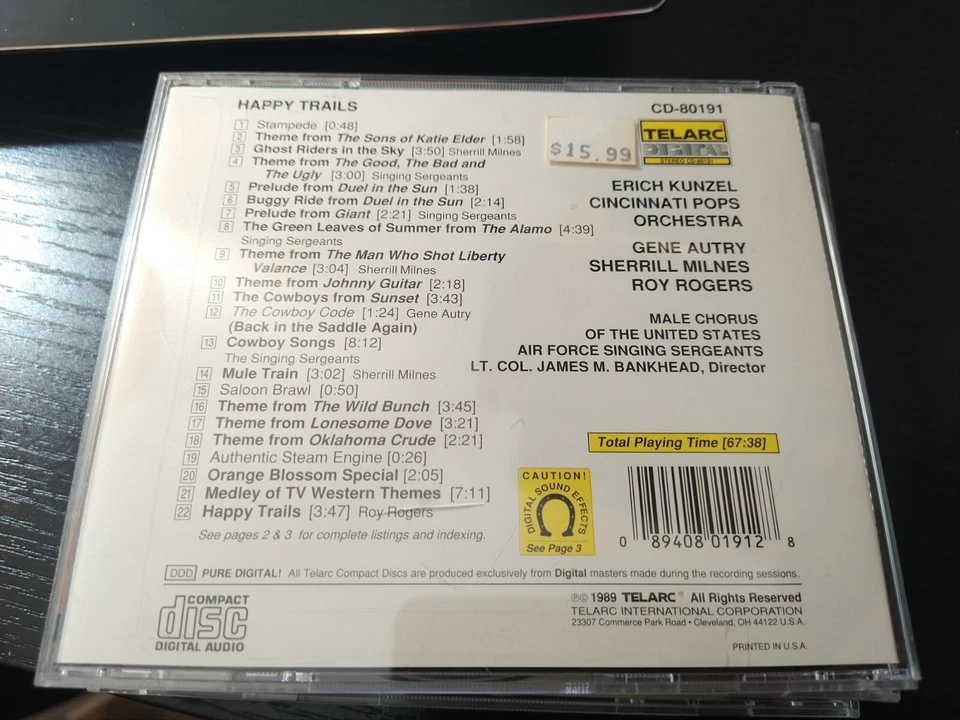 HAPPY TRAILS
1 Stampede [0:48]
2 Theme from The Sons of Katie Elder [1:58]
3 Ghost Riders in the Sky [3:50] Sherrill Milnes
4 Theme from The Good, The Bad and
The Ugly [3:00] Singing Sergeants
5 Prelude from Duel in the Sun [1:38]
6 Buggy Ride from Duel in the Sun [2:14]
7 Prelude from Giant [2:21] Singing Sergeants
8 The Green Leaves of Summer from The Alamo [4:39]
Singing Sergeants
9 Theme from The Man Who Shot Liberty
Valance [3:04] Sherrill Milnes
10 Theme from Johnny Guitar [2:18]
11 The Cowboys from Sunset [3:43]
12 The Cowboy Code [1:24] Gene Autry
(Back in the Saddle Again)
13 Cowboy Songs [8:12]
The Singing Sergeants
14 Mule Train [3:02] Sherrill Milnes
15 Saloon Brawl [0:50]
16 Theme from The Wild Bunch [3:45]
17 Theme from Lonesome Dove [3:21]
18 Theme from Oklahoma Crude [2:21]
19 Authentic Steam Engine [0:26]
20 Orange Blossom Special [2:05]
21 Medley of TV Western Themes [7:11]
22 Happy Trails [3:47] Roy Rogers
See pages 2 & 3 for complete listings and indexing.
CD-80191
$15.99
TELARC
DIGITAL
STEREO CD-80191
ERICH KUNZEL
CINCINNATI POPS
ORCHESTRA
GENE AUTRY
SHERRILL MILNES
ROY ROGERS
MALE CHORUS
OF THE UNITED STATES
AIR FORCE SINGING SERGEANTS
LT. COL. JAMES M. BANKHEAD, Director
Total Playing Time [67:38]
CAUTION!
DIGITAL SOUND EFFECTS
See Page 3
0 89408 01912 8
DDD PURE DIGITAL! All Telarc Compact Discs are produced exclusively from Digital masters made during the recording sessions.
COMPACT
disc
DIGITAL AUDIO
℗© 1989 TELARC® All Rights Reserved
TELARC INTERNATIONAL CORPORATION
23307 Commerce Park Road • Cleveland, OH 44122 U.S.A.
PRINTED IN U.S.A.